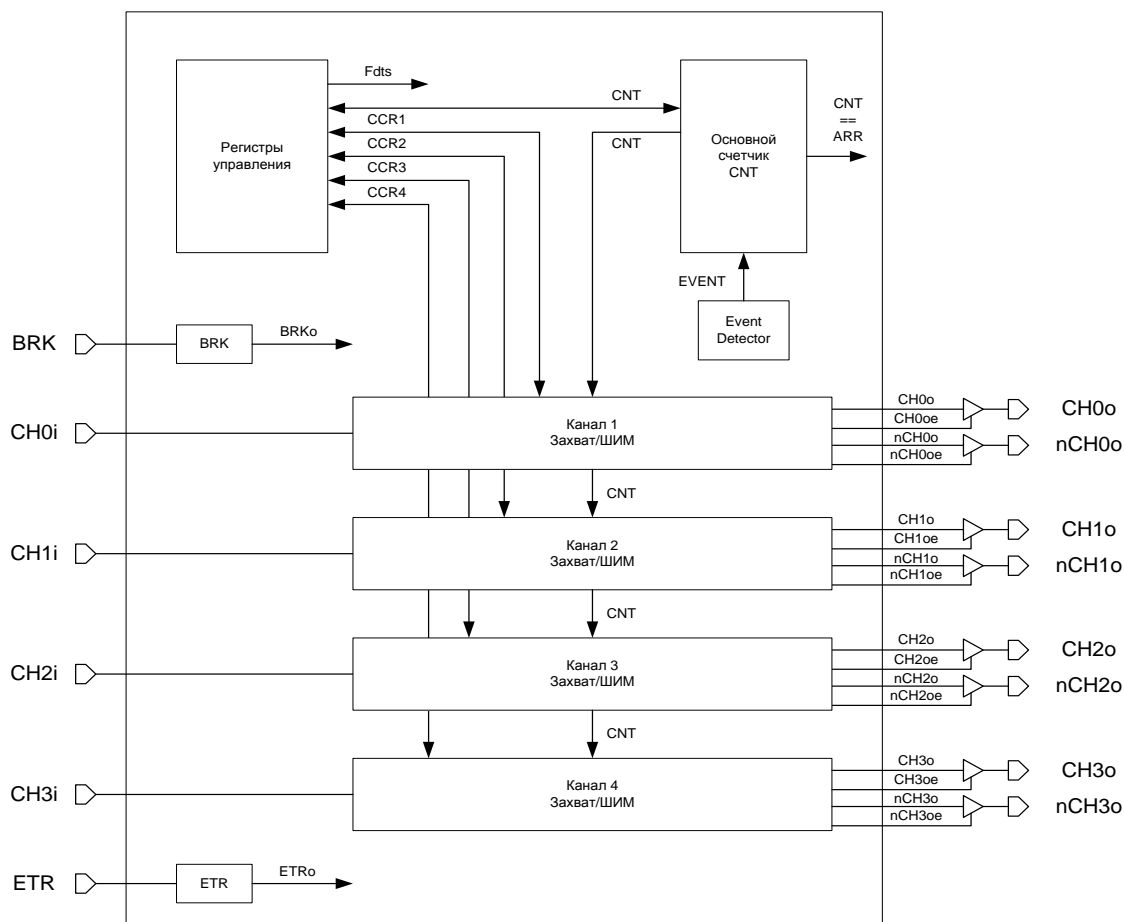 Fdts
CNT
CNT
==
ARR
CCR1
CNT
CCR2
CCR3
CCR4
Регистры
управления
Основной
счетчик
CNT
EVENT
Event
Detector
BRK
BRK
BRKo
CH0i
Канал 1
Захват/ШИМ
CH0o
CH0oe
nCH0o
nCH0oe
CH0o
nCH0o
CNT
CH1i
Канал 2
Захват/ШИМ
CH1o
CH1oe
nCH1o
nCH1oe
CH1o
nCH1o
CNT
CH2i
Канал 3
Захват/ШИМ
CH2o
CH2oe
nCH2o
nCH2oe
CH2o
nCH2o
CNT
CH3i
Канал 4
Захват/ШИМ
CH3o
CH3oe
nCH3o
nCH3oe
CH3o
nCH3o
ETR
ETR
ETRo